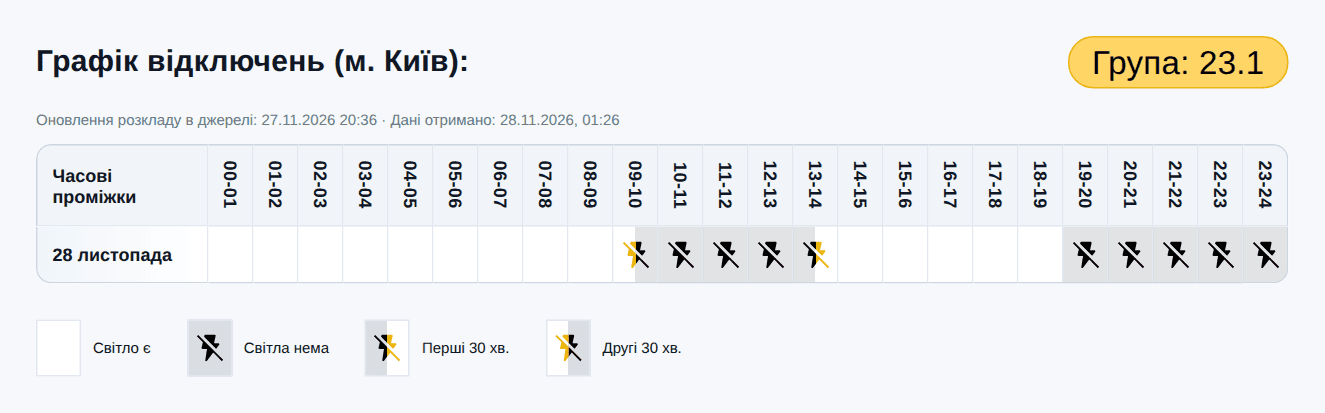 Графік відключень (м. Київ):
Група: 23.1
Оновлення розкладу в джерелі: 27.11.2026 20:36 · Дані отримано: 28.11.2026, 01:26
Часові
проміжки
00-01
01-02
02-03
03-04
04-05
05-06
06-07
07-08
08-09
09-10
10-11
11-12
12-13
13-14
14-15
15-16
16-17
17-18
18-19
19-20
20-21
21-22
22-23
23-24
28 листопада
Світло є
Світла нема
Перші 30 хв.
Другі 30 хв.